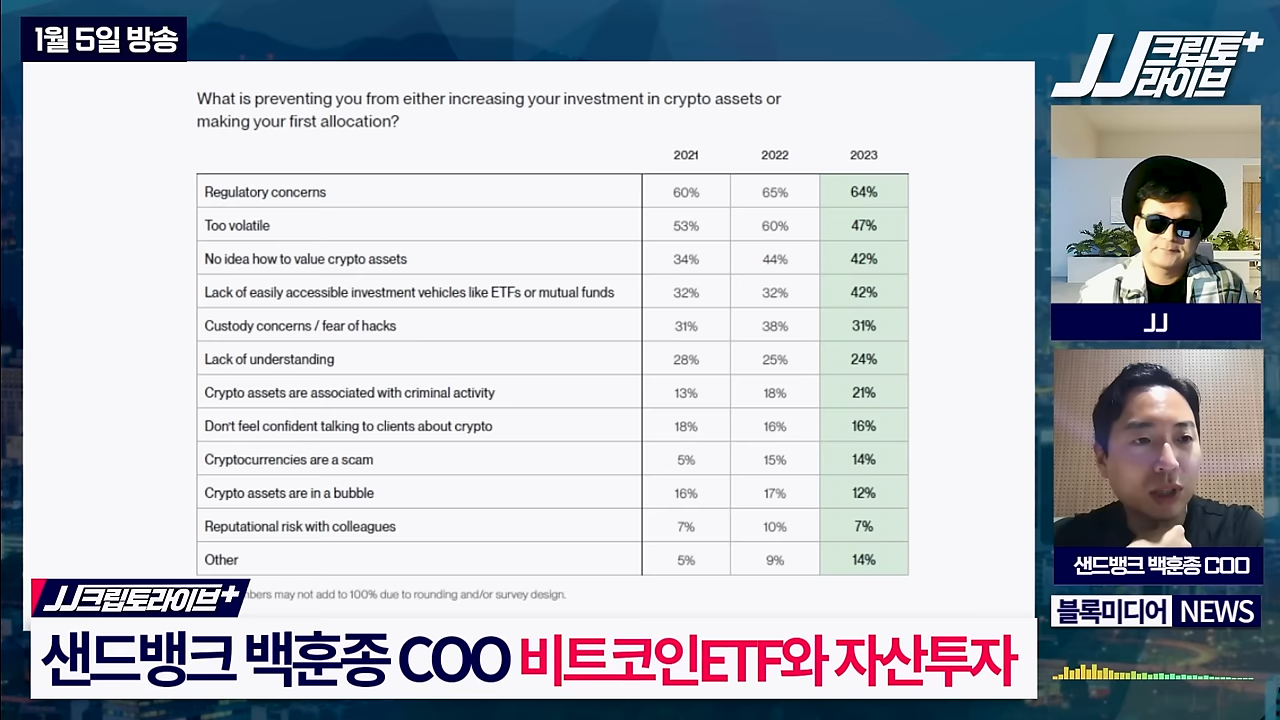 1월 5일 방송
JJ크립토라이브+
What is preventing you from either increasing your investment in crypto assets or
making your first allocation?
2021 2022 2023
Regulatory concerns 60% 65% 64%
Too volatile 53% 60% 47%
No idea how to value crypto assets 34% 44% 42%
Lack of easily accessible investment vehicles like ETFs or mutual funds 32% 32% 42%
Custody concerns / fear of hacks 31% 38% 31%
Lack of understanding 28% 25% 24%
Crypto assets are associated with criminal activity 13% 18% 21%
Don't feel confident talking to clients about crypto 18% 16% 16%
Cryptocurrencies are a scam 5% 15% 14%
Crypto assets are in a bubble 16% 17% 12%
Reputational risk with colleagues 7% 10% 7%
Other 5% 9% 14%
may not add to 100% due to rounding and/or survey design.
JJ크립토라이브+
샌드뱅크 백훈종 COO 비트코인ETF와 자산투자
JJ
샌드뱅크 백훈종 COO
블록미디어 NEWS